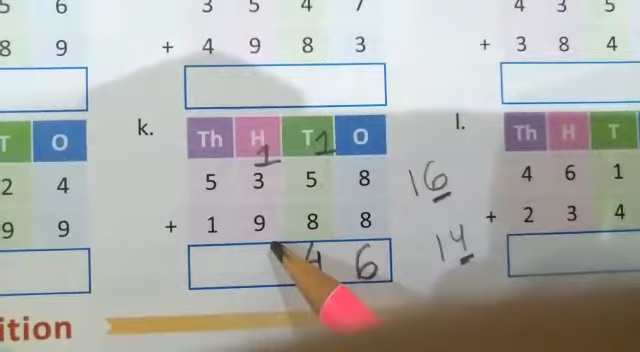 5 6 3 5 4 7 4 3 5
8 9 + 4 9 8 3 + 3 8 4
k. l.
T O Th H T O Th H T
1 1
2 4 5 3 5 8 16 4 6 1
9 9 + 1 9 8 8 14 + 2 3 4
4 6
ition